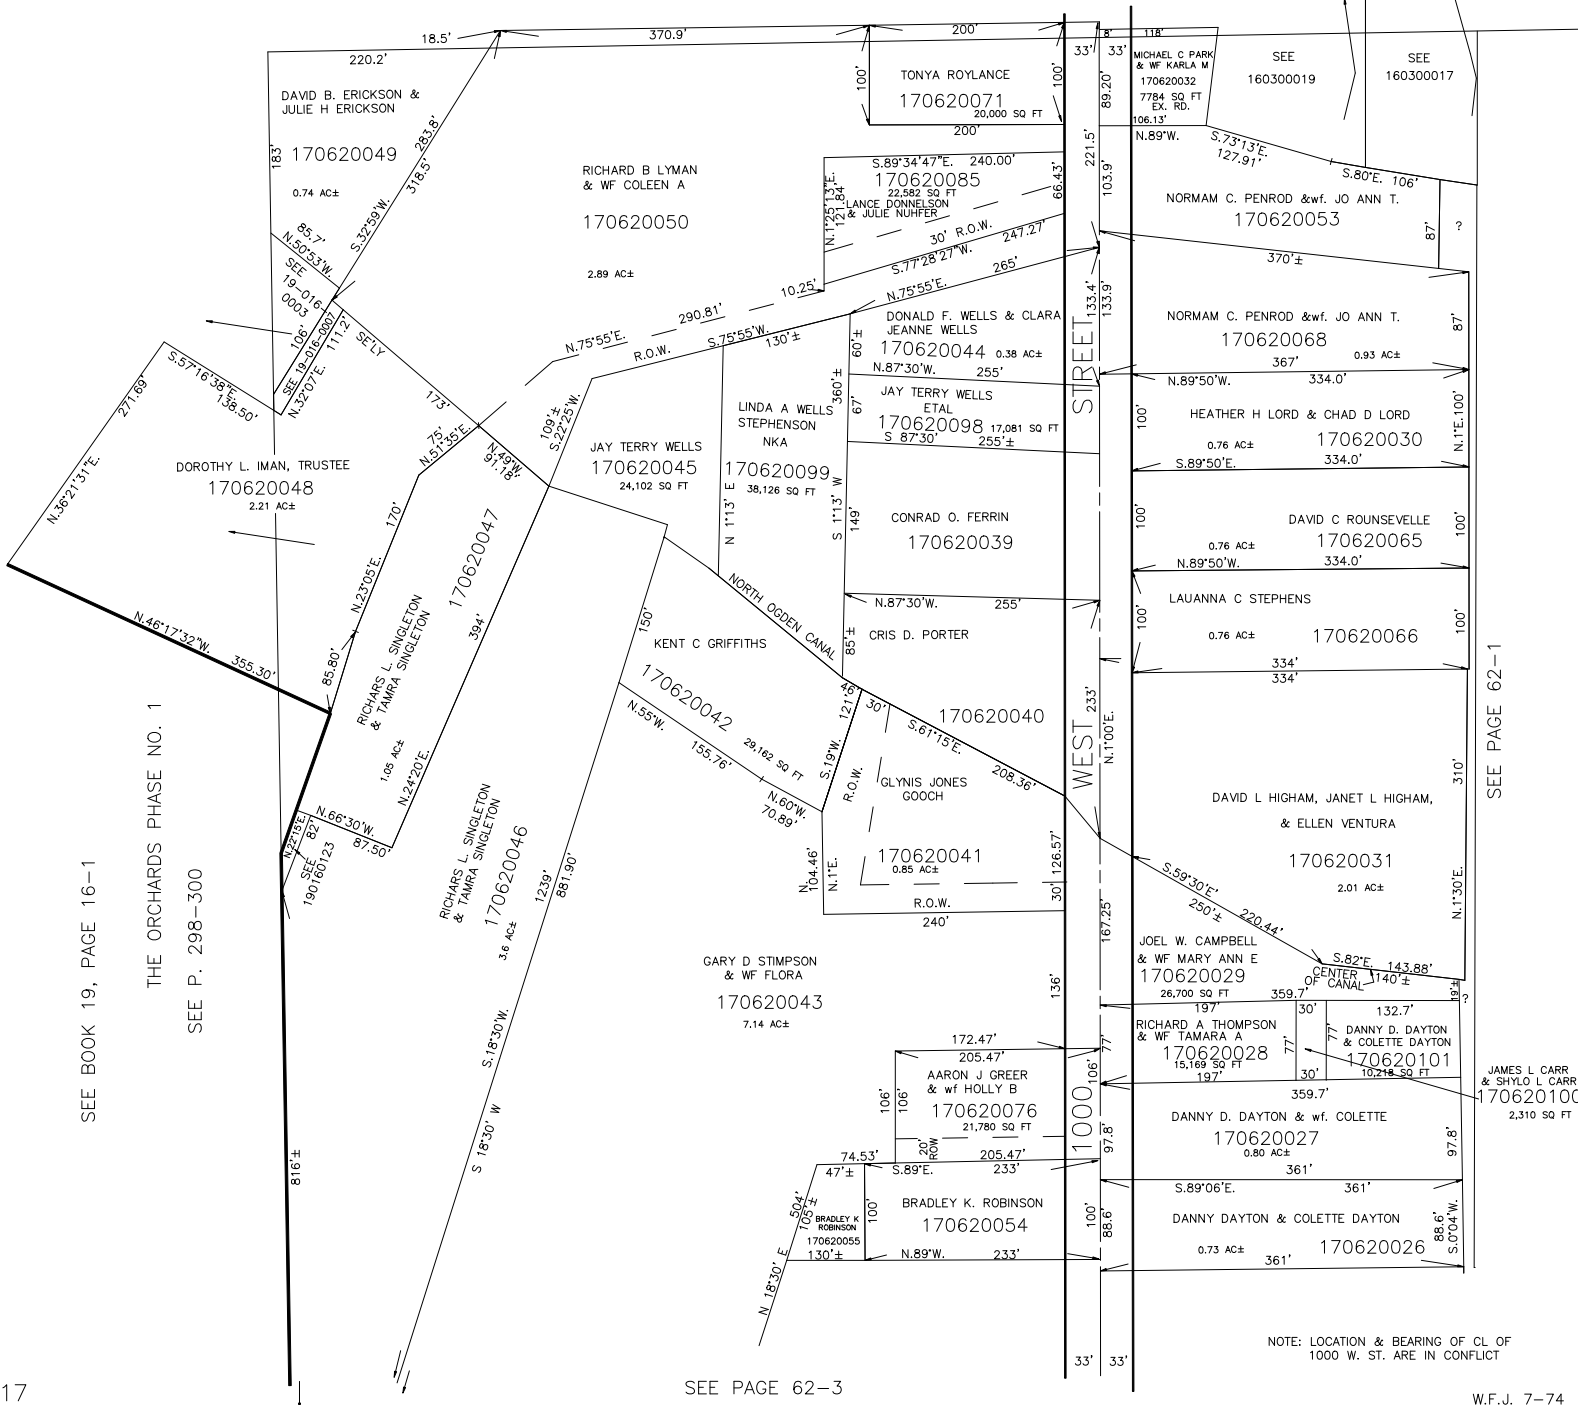 18.5'
370.9'
200'
220.2'
33'
33'
8'
118'
DAVID B. ERICKSON &
JULIE H ERICKSON
170620049
0.74 AC±
183'
283.8'
318.5'
S.32°59'W.
85.7'
N.50°53'W.
SEE
19-016-
0003
106'
SEE 19-016-0007
111.2'
N.32°07'E.
SE'LY
173'
RICHARD B LYMAN
& WF COLEEN A
170620050
2.89 AC±
100'
TONYA ROYLANCE
170620071
20,000 SQ FT
100'
200'
S.89°34'47"E. 240.00'
170620085
22,582 SQ FT
LANCE DONNELSON
& JULIE NUHFER
N.1°25'13"E.
121.84'
66.43'
30' R.O.W.
247.27'
S.77°28'27"W.
10.25'
290.81'
N.75°55'E.
265'
N.75°55'E.
R.O.W.
S.75°55'W.
130'±
MICHAEL C PARK
& WF KARLA M
170620032
7784 SQ FT
EX. RD.
106.13'
89.20'
N.89°W.
SEE
160300019
SEE
160300017
S.73°13'E.
127.91'
S.80°E. 106'
221.5'
103.9'
NORMAM C. PENROD &wf. JO ANN T.
170620053
87'
?
370'±
133.4'
133.9'
NORMAM C. PENROD &wf. JO ANN T.
170620068
367'
0.93 AC±
87'
N.89°50'W.
334.0'
HEATHER H LORD & CHAD D LORD
0.76 AC±
170620030
100'
N.1°E.100'
S.89°50'E.
334.0'
DAVID C ROUNSEVELLE
0.76 AC±
170620065
100'
100'
N.89°50'W.
334.0'
LAUANNA C STEPHENS
0.76 AC±
170620066
100'
100'
334'
334'
DONALD F. WELLS & CLARA
JEANNE WELLS
170620044 0.38 AC±
60'±
N.87°30'W.
255'
JAY TERRY WELLS
ETAL
170620098 17,081 SQ FT
S 87°30' 255'±
360'±
67'
S 1°13' W
149'
CONRAD O. FERRIN
170620039
N.87°30'W.
255'
CRIS D. PORTER
85'±
170620040
LINDA A WELLS
STEPHENSON
NKA
170620099
38,126 SQ FT
N 1°13' E
JAY TERRY WELLS
170620045
24,102 SQ FT
109'±
S.22°25'W.
S.57°16'38"E.
138.50'
271.69'
N.36°21'31"E.
75'
N.51°35'E.
N.49°W.
91.18'
DOROTHY L. IMAN, TRUSTEE
170620048
2.21 AC±
N.46°17'32"W.
355.30'
170'
N.23°05'E.
85.80'
170620047
RICHARS L. SINGLETON
& TAMRA SINGLETON
1.05 AC±
394'
N.24°20'E.
N.66°30'W.
87.50'
N.22°15'E.
82'
SEE
190160123
NORTH OGDEN CANAL
150'
KENT C GRIFFITHS
170620042
29,162 SQ FT
N.55°W.
155.76'
N.60°W.
70.89'
46'
121'
S.19°W.
30'
R.O.W.
S.61°15'E.
208.36'
GLYNIS JONES
GOOCH
170620041
0.85 AC±
N.
104.46'
N.1°E.
126.57'
30'
R.O.W.
240'
STREET
WEST
1000
233'
N.1°00'E.
DAVID L HIGHAM, JANET L HIGHAM,
& ELLEN VENTURA
170620031
2.01 AC±
310'
N.1°30'E.
SEE PAGE 62-1
S.59°30'E.
250'±
220.44'
167.25'
S.82°E.
143.88'
CENTER
OF CANAL
140'±
19'±
?
JOEL W. CAMPBELL
& WF MARY ANN E
170620029
26,700 SQ FT
359.7'
197'
30'
132.7'
RICHARD A THOMPSON
& WF TAMARA A
170620028
15,169 SQ FT
77'
77'
77'
DANNY D. DAYTON
& COLETTE DAYTON
170620101
10,218 SQ FT
197'
30'
JAMES L CARR
& SHYLO L CARR
170620100
2,310 SQ FT
359.7'
DANNY D. DAYTON & wf. COLETTE
170620027
0.80 AC±
97.8'
97.8'
361'
S.89°06'E.
361'
DANNY DAYTON & COLETTE DAYTON
0.73 AC±
170620026
88.6'
88.6'
S.0°04'W.
361'
RICHARS L. SINGLETON
& TAMRA SINGLETON
170620046
3.6 AC±
1239'
881.90'
S.18°30'W.
S 18°30' W
GARY D STIMPSON
& WF FLORA
170620043
7.14 AC±
136'
172.47'
205.47'
AARON J GREER
& wf HOLLY B
170620076
21,780 SQ FT
106'
106'
106'
20'
ROW
74.53'
205.47'
47'±
S.89°E.
233'
504'
105'±
BRADLEY K
ROBINSON
170620055
130'±
100'
BRADLEY K. ROBINSON
170620054
100'
N.89°W.
233'
N 18°30' E
SEE BOOK 19, PAGE 16-1
THE ORCHARDS PHASE NO. 1
SEE P. 298-300
816'±
33'
33'
NOTE: LOCATION & BEARING OF CL OF
1000 W. ST. ARE IN CONFLICT
SEE PAGE 62-3
17
W.F.J. 7-74